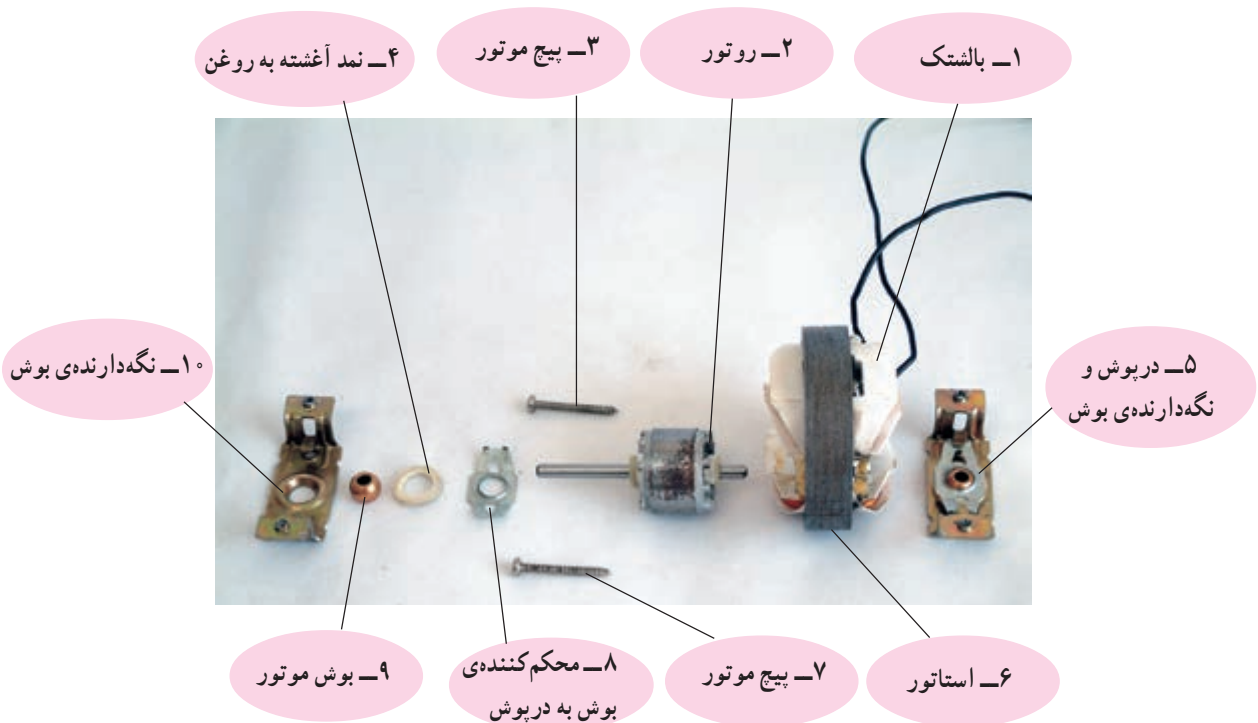 ۱ــ بالشتک
۲ــ روتور
۳ــ پیچ موتور
۴ــ نمد آغشته به روغن
۵ــ درپوش و
نگه‌دارنده‌ی بوش
۶ــ استاتور
۷ــ پیچ موتور
۸ــ محکم‌کننده‌ی
بوش به درپوش
۹ــ بوش موتور
۱۰ــ نگه‌دارنده‌ی بوش